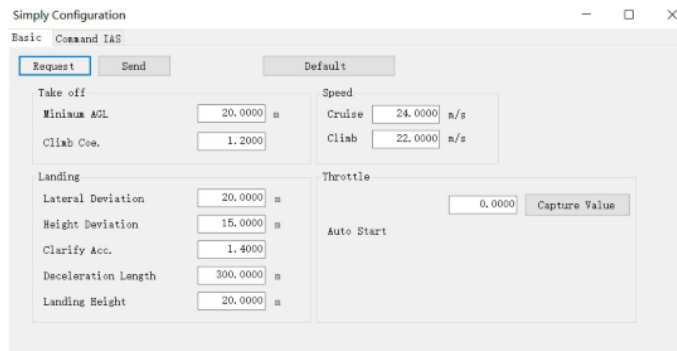 Simply Configuration
Basic Command IAS
Request Send Default
Take off
Minimum AGL 20.0000 m
Climb Coe. 1.2000
Speed
Cruise 24.0000 m/s
Climb 22.0000 m/s
Landing
Lateral Deviation 20.0000 m
Height Deviation 15.0000 m
Clarify Acc. 1.4000
Deceleration Length 300.0000 m
Landing Height 20.0000 m
Throttle
0.0000 Capture Value
Auto Start